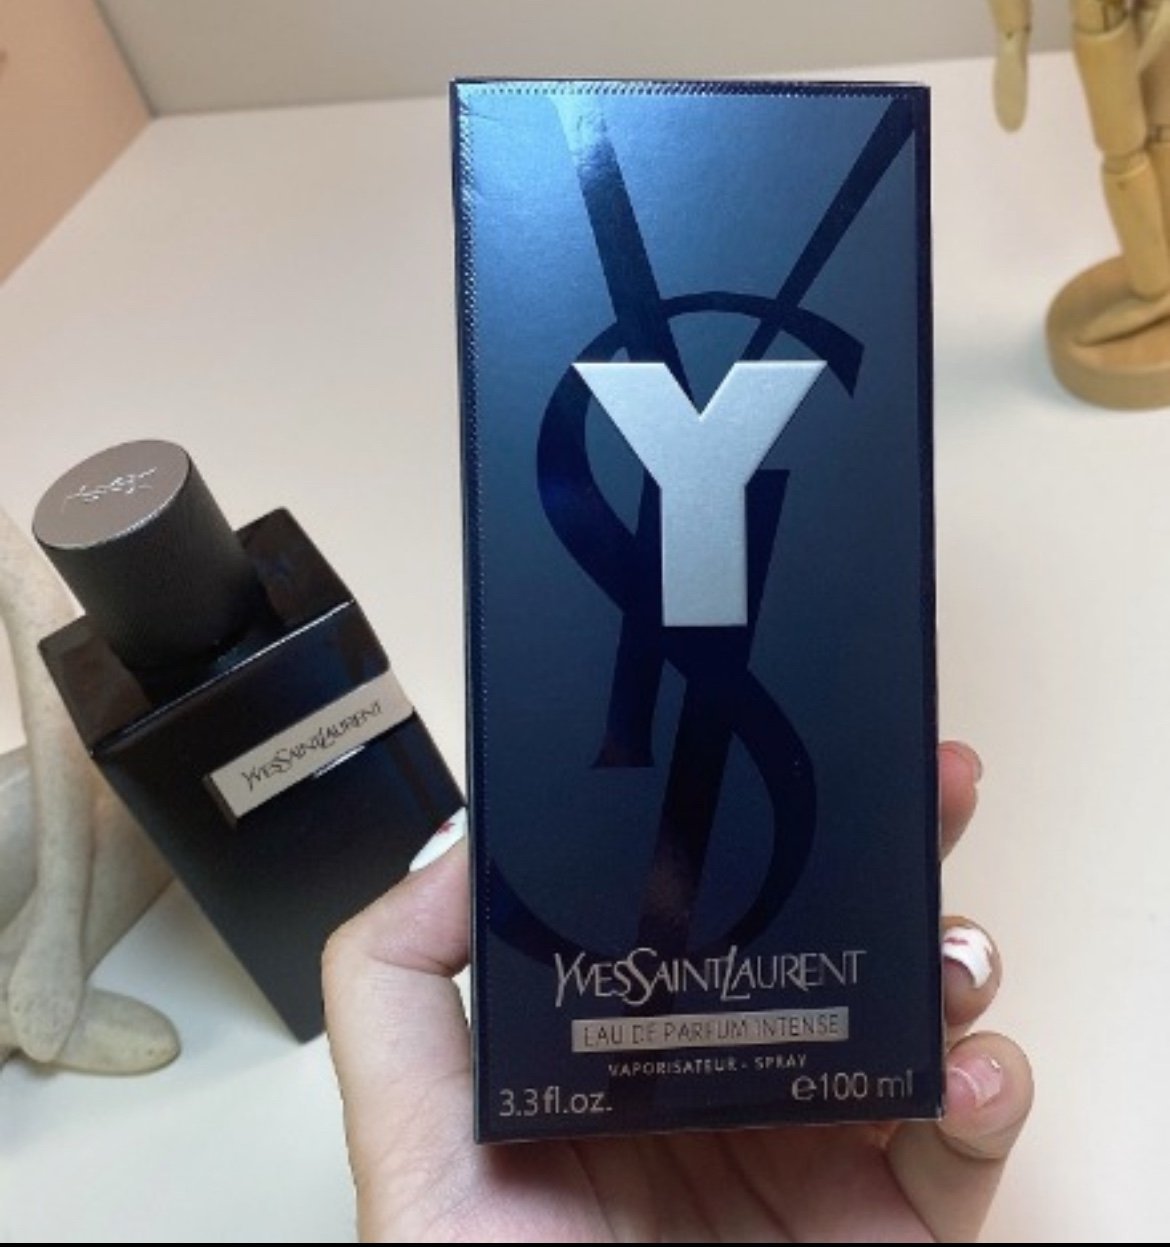 Y
YVESSAINTLAURENT
EAU DE PARFUM INTENSE
VAPORISATEUR - SPRAY
3.3 fl.oz. e100 ml
YVESSAINTLAURENT
YSL